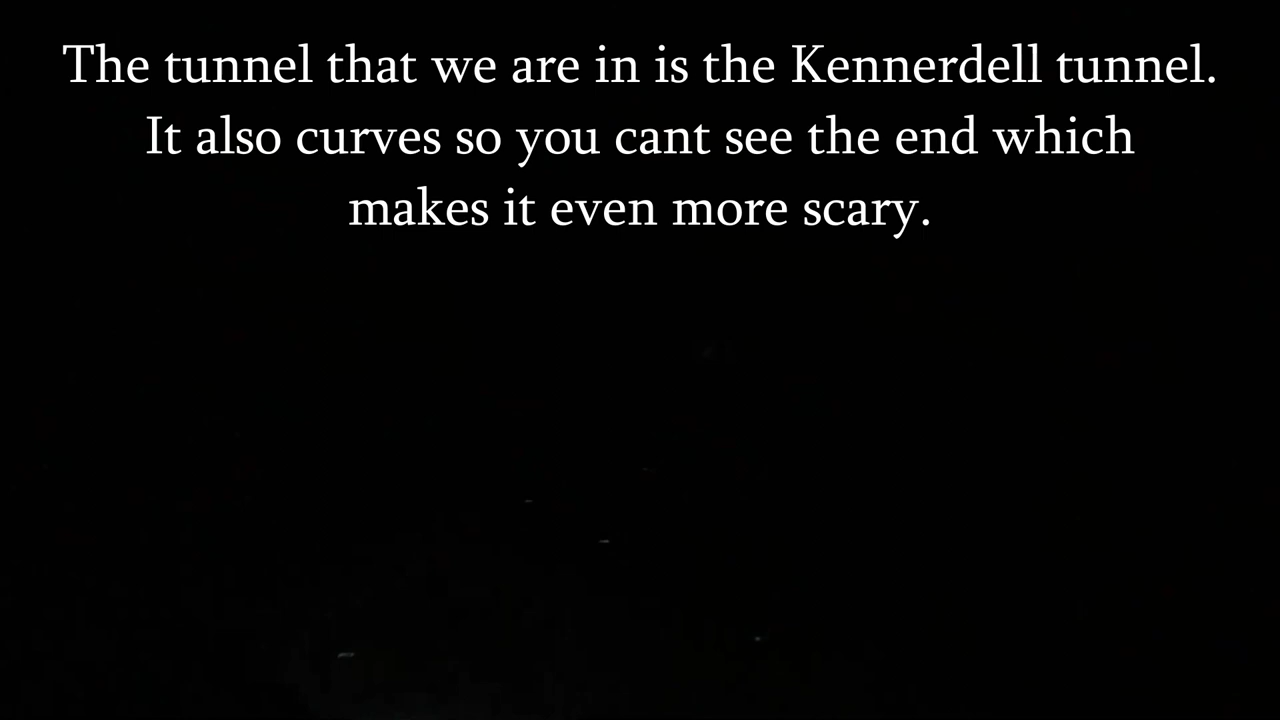 The tunnel that we are in is the Kennerdell tunnel.
It also curves so you cant see the end which
makes it even more scary.